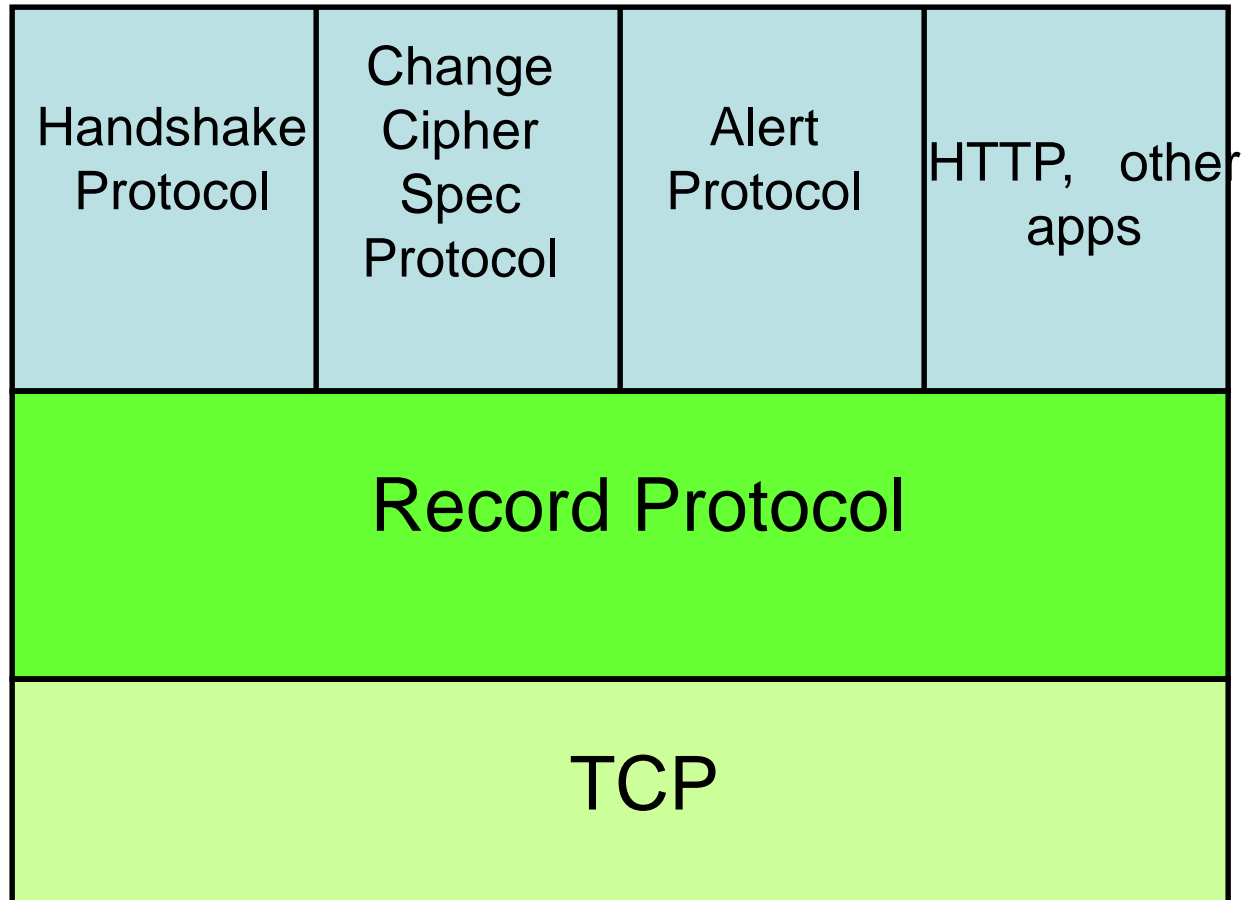 Handshake
Protocol
Change
Cipher
Spec
Protocol
Alert
Protocol
HTTP, other
apps
Record Protocol
TCP